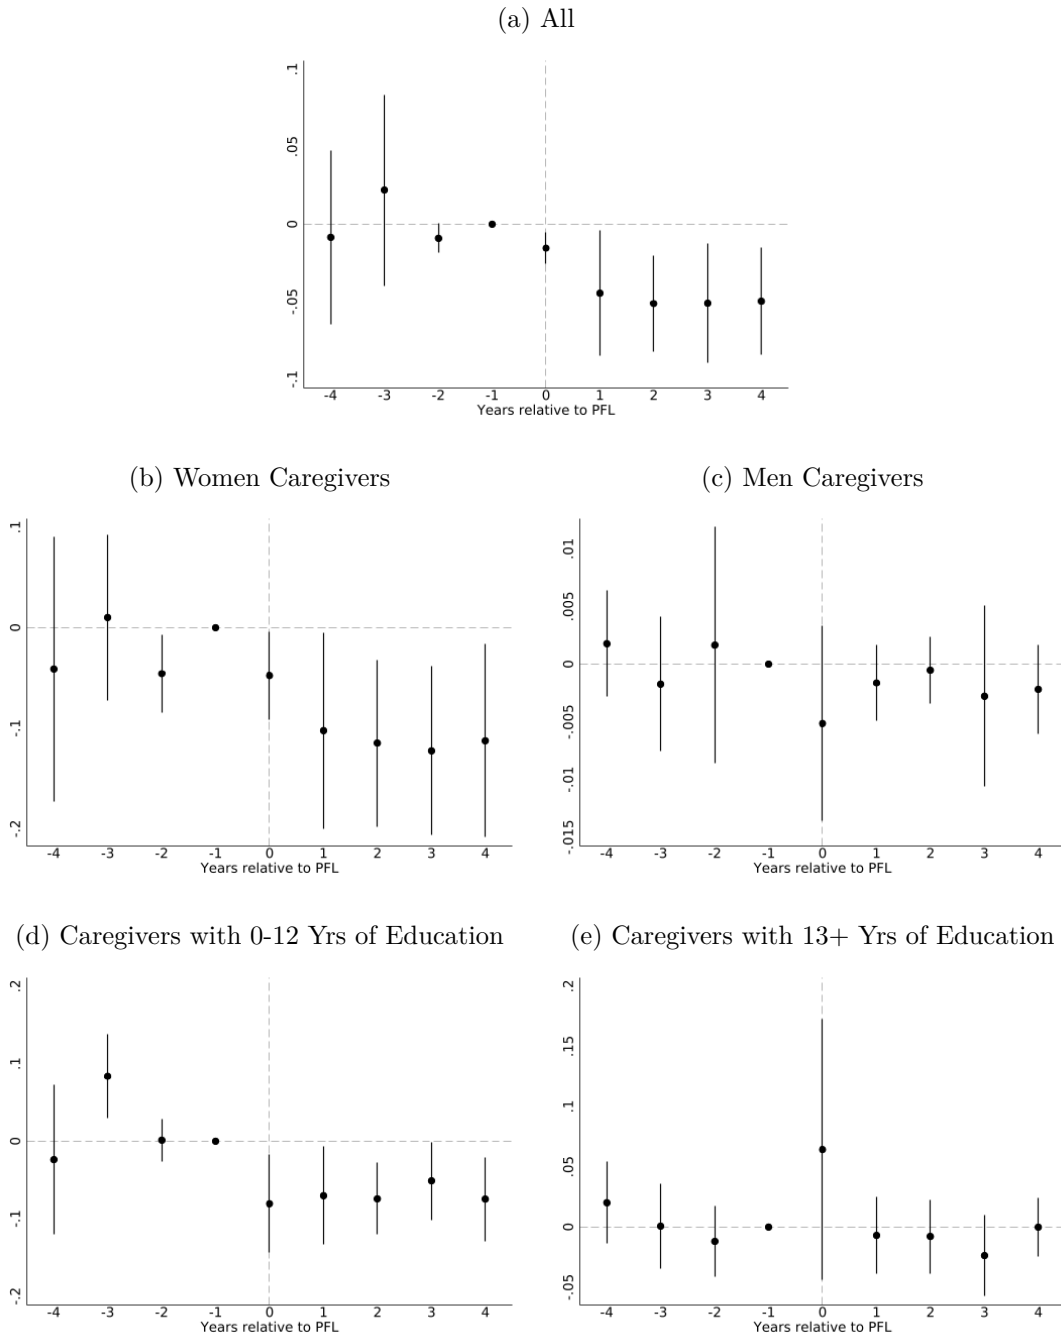 (a) All
.1
.05
0
-.05
-.1
-4 -3 -2 -1 0 1 2 3 4
Years relative to PFL
(b) Women Caregivers
.1
0
-.1
-.2
-4 -3 -2 -1 0 1 2 3 4
Years relative to PFL
(c) Men Caregivers
.01
.005
0
-.005
-.01
-.015
-4 -3 -2 -1 0 1 2 3 4
Years relative to PFL
(d) Caregivers with 0-12 Yrs of Education
.2
.1
0
-.1
-.2
-4 -3 -2 -1 0 1 2 3 4
Years relative to PFL
(e) Caregivers with 13+ Yrs of Education
.2
.15
.1
.05
0
-.05
-4 -3 -2 -1 0 1 2 3 4
Years relative to PFL